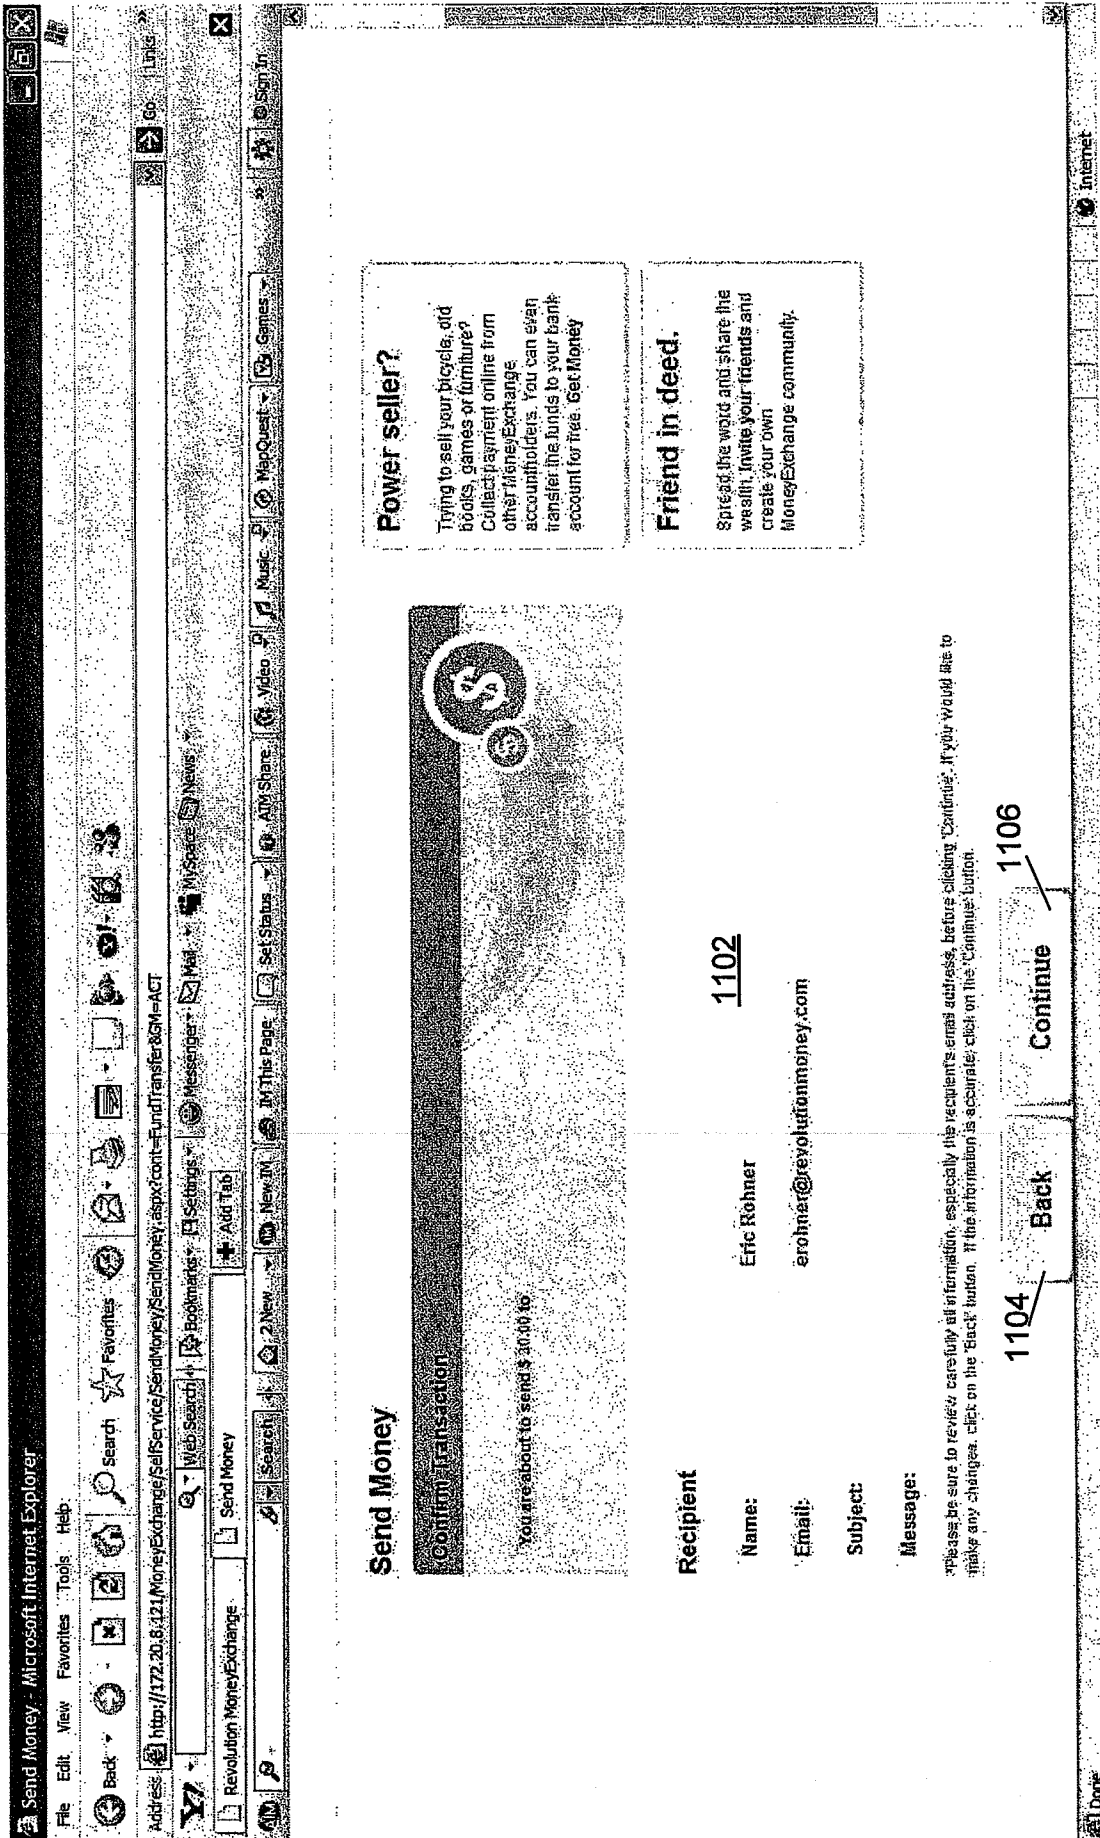 Send Money - Microsoft Internet Explorer
File Edit View Favorites Tools Help
Back Search Favorites
Address http://172.20.8.121/MoneyExchange/SelfService/SendMoney/SendMoney.aspx?cont=FundTransfer&GM=ACT Go Links »
Y! Web Search Bookmarks Settings Messenger Mail MySpace News
Revolution MoneyExchange Send Money Add Tab
AIM Search 2 New New IM IM This Page Set Status AIM Share Video Music MapQuest Games » Sign In
Send Money
Confirm Transaction
You are about to send $ 10.00 to
$
$
Recipient
Name: Eric Rohner
1102
Email: erohner@revolutionmoney.com
Subject:
Message:
*Please be sure to review carefully all information, especially the recipient's email address, before clicking 'Continue'. If you would like to
make any changes, click on the 'Back' button. If the information is accurate, click on the 'Continue' button.
1104
Back
Continue
1106
Power seller?
Trying to sell your bicycle, old
books, games or furniture?
Collect payment online from
other MoneyExchange
accountholders. You can even
transfer the funds to your bank
account for free. Get Money
Friend in deed.
Spread the word and share the
wealth. Invite your friends and
create your own
MoneyExchange community.
Done Internet